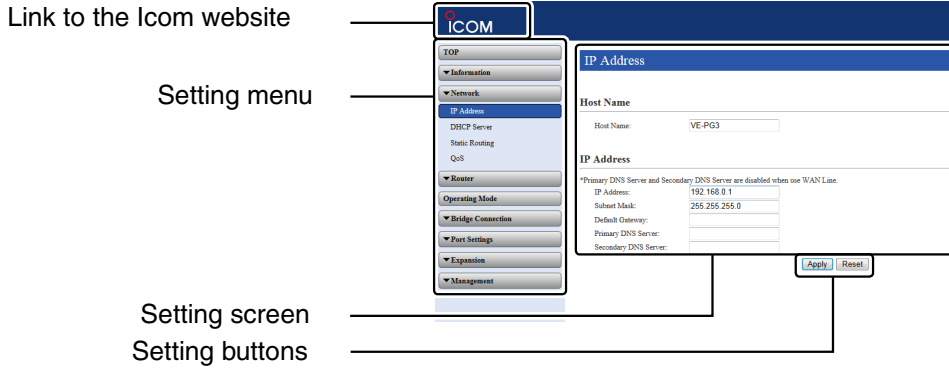 Link to the Icom website
ICOM
Setting menu
TOP
▼Information
▼Network
IP Address
DHCP Server
Static Routing
QoS
▼Router
Operating Mode
▼Bridge Connection
▼Port Settings
▼Expansion
▼Management
IP Address
Host Name
Host Name: VE-PG3
IP Address
*Primary DNS Server and Secondary DNS Server are disabled when use WAN Line.
IP Address: 192.168.0.1
Subnet Mask: 255.255.255.0
Default Gateway:
Primary DNS Server:
Secondary DNS Server:
Apply Reset
Setting screen
Setting buttons